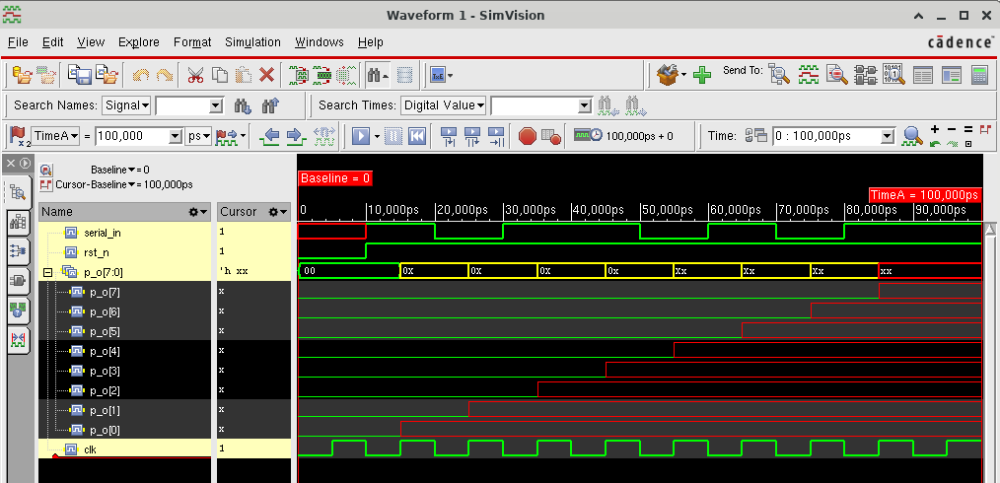 Waveform 1 - SimVision
File Edit View Explore Format Simulation Windows Help
cādence
Send To:
Search Names: Signal Search Times: Digital Value
TimeA = 100,000 ps 100,000ps + 0 Time: 0 : 100,000ps
Baseline = 0
Cursor-Baseline = 100,000ps
Baseline = 0
TimeA = 100,000ps
Name Cursor 0 10,000ps 20,000ps 30,000ps 40,000ps 50,000ps 60,000ps 70,000ps 80,000ps 90,000ps
serial_in 1
rst_n 1
p_o[7:0] 'h xx 00 0x 0x 0x 0x Xx Xx Xx xx
p_o[7] x
p_o[6] x
p_o[5] x
p_o[4] x
p_o[3] x
p_o[2] x
p_o[1] x
p_o[0] x
clk 1